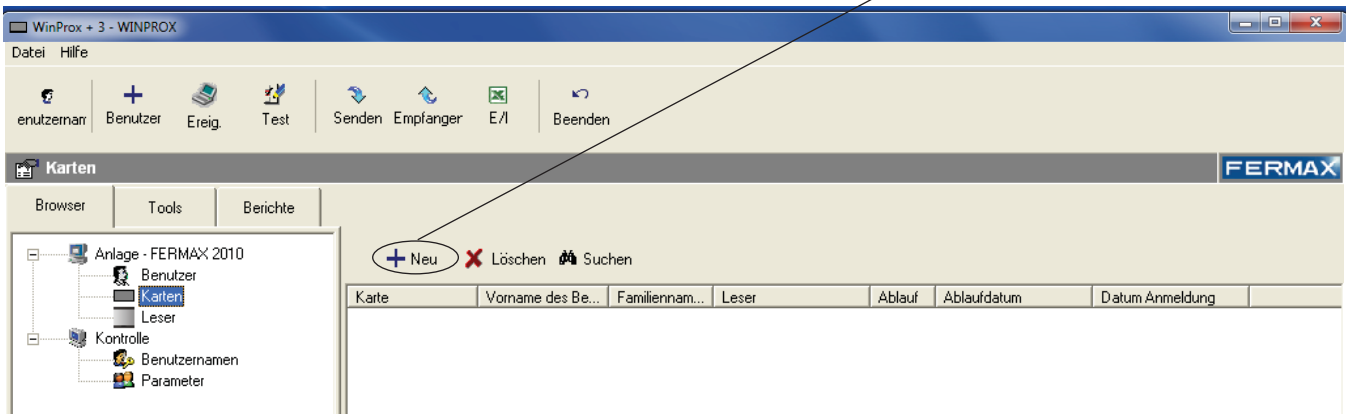 WinProx + 3 - WINPROX
Datei Hilfe
enutzernam Benutzer Ereig. Test Senden Empfanger E/I Beenden
Karten FERMAX
Browser Tools Berichte
Neu Löschen Suchen
Anlage - FERMAX 2010
Benutzer
Karten
Leser
Kontrolle
Benutzernamen
Parameter
Karte Vorname des Be... Familiennam... Leser Ablauf Ablaufdatum Datum Anmeldung